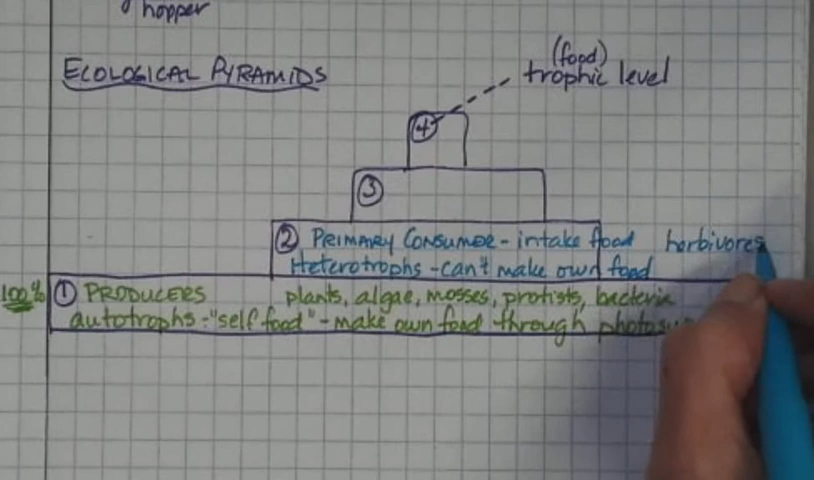 hopper
ECOLOGICAL PYRAMIDS
(food)
trophic level
4
3
2 PRIMARY CONSUMER - intake food herbivores
Heterotrophs - can't make own food
100% 1 PRODUCERS plants, algae, mosses, protists, bacteria
autotrophs - "self food" - make own food through